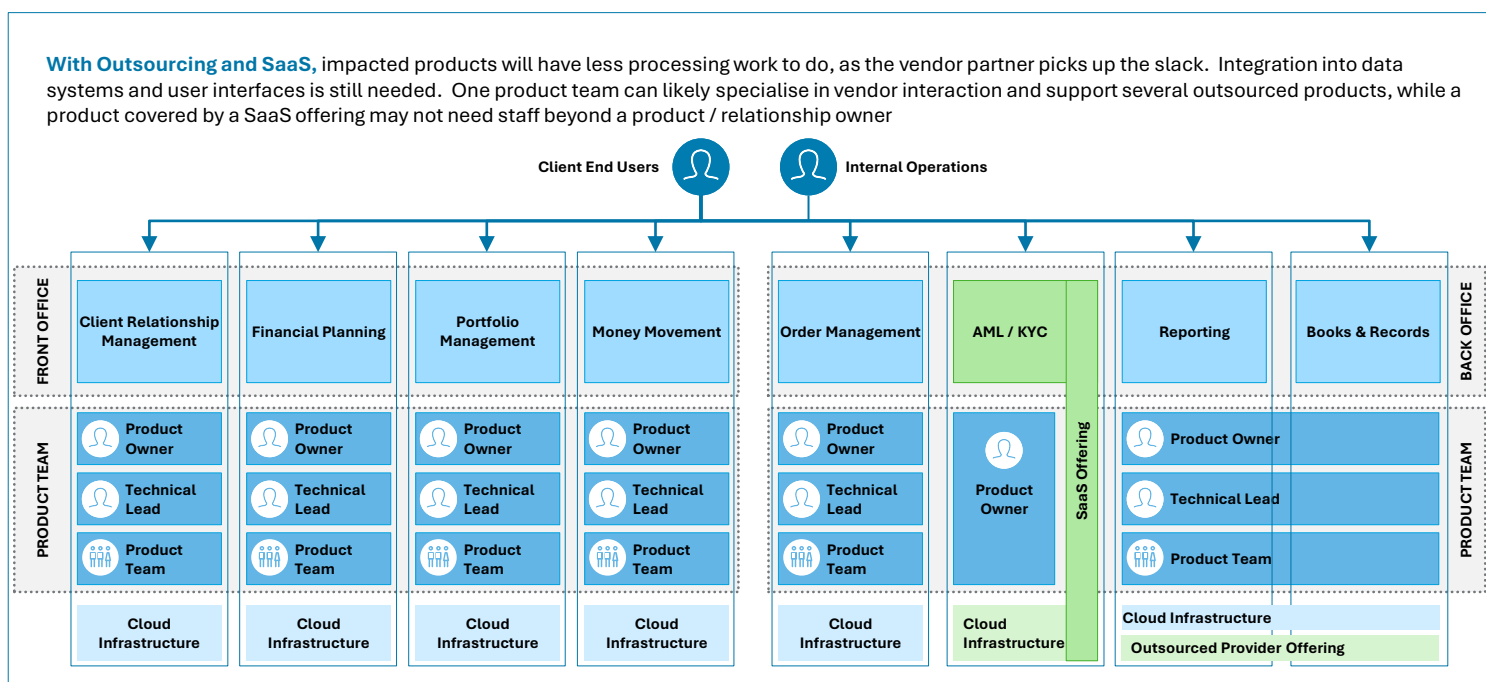 With Outsourcing and SaaS, impacted products will have less processing work to do, as the vendor partner picks up the slack. Integration into data
systems and user interfaces is still needed. One product team can likely specialise in vendor interaction and support several outsourced products, while a
product covered by a SaaS offering may not need staff beyond a product / relationship owner
Client End Users
Internal Operations
FRONT OFFICE
Client Relationship
Management
Financial Planning
Portfolio
Management
Money Movement
Order Management
AML / KYC
Reporting
Books & Records
BACK OFFICE
SaaS Offering
PRODUCT TEAM
Product
Owner
Product
Owner
Product
Owner
Product
Owner
Product
Owner
Product
Owner
Product Owner
PRODUCT TEAM
Technical
Lead
Technical
Lead
Technical
Lead
Technical
Lead
Technical
Lead
Technical Lead
Product
Team
Product
Team
Product
Team
Product
Team
Product
Team
Product Team
Cloud
Infrastructure
Cloud
Infrastructure
Cloud
Infrastructure
Cloud
Infrastructure
Cloud
Infrastructure
Cloud
Infrastructure
Cloud Infrastructure
Outsourced Provider Offering